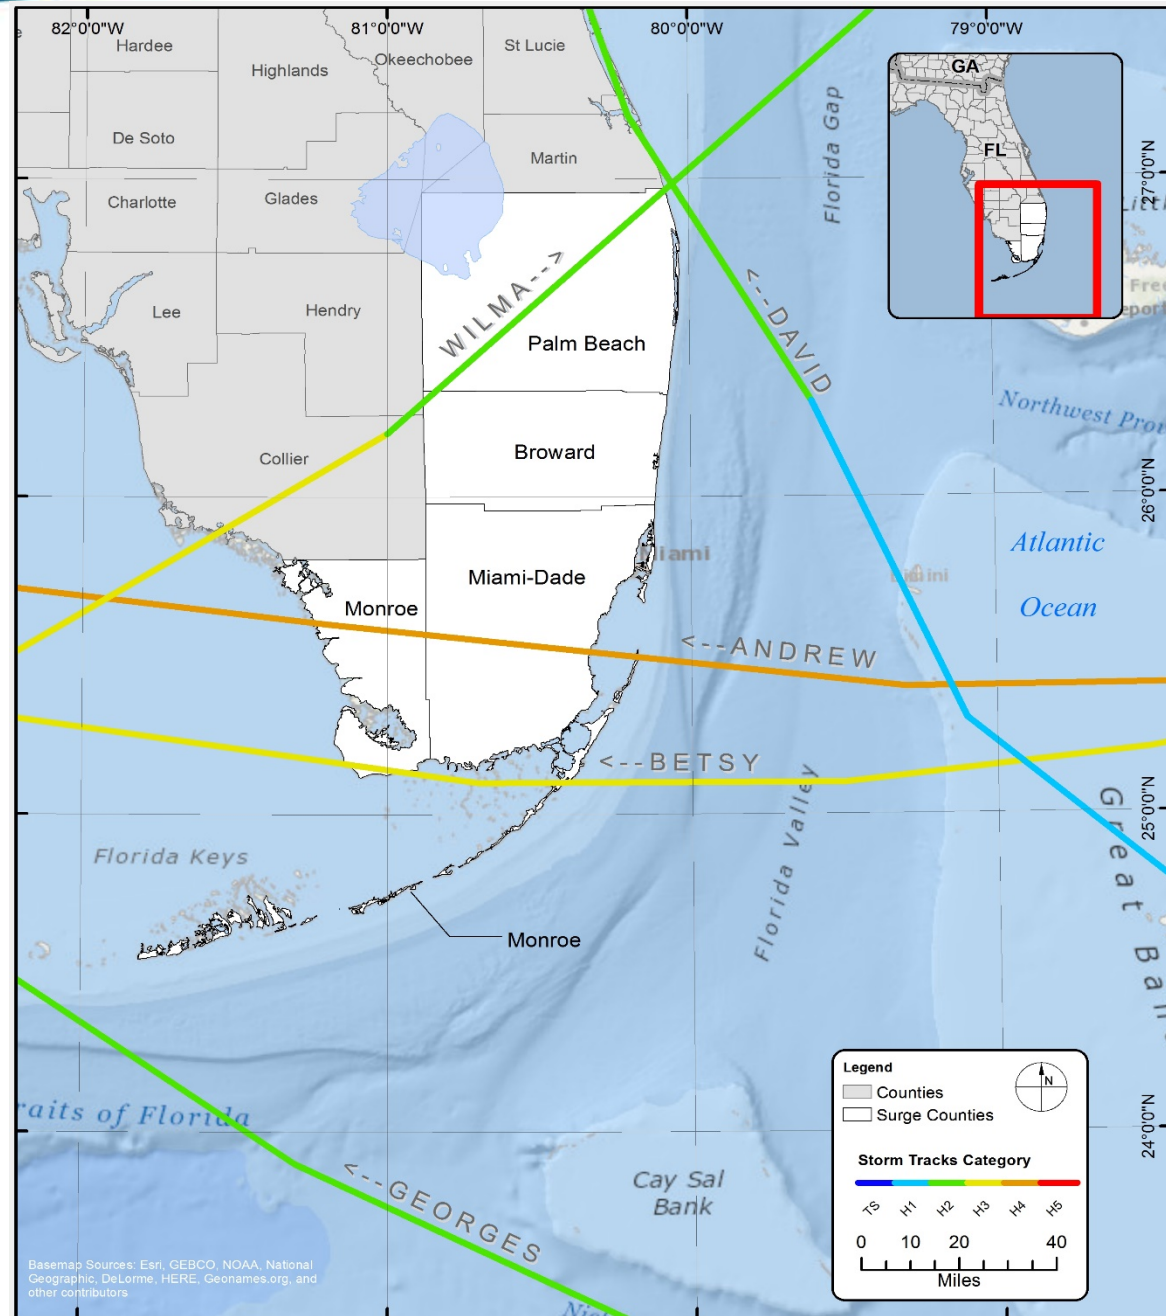 82°0'0"W
81°0'0"W
80°0'0"W
79°0'0"W
Hardee
Highlands
Okeechobee
St Lucie
De Soto
Martin
Charlotte
Glades
Lee
Hendry
Collier
Palm Beach
Broward
Miami-Dade
Monroe
Miami
WILMA-->
<--DAVID
<--ANDREW
<--BETSY
<--GEORGES
Florida Gap
GA
FL
27°0'0"N
26°0'0"N
25°0'0"N
24°0'0"N
Northwest Pro
Atlantic
Ocean
Bimini
Florida Valley
Great Ba
Florida Keys
Monroe
raits of Florida
Cay Sal
Bank
Legend
N
Counties
Surge Counties
Storm Tracks Category
TS H1 H2 H3 H4 H5
0 10 20 40
Miles
Basemap Sources: Esri, GEBCO, NOAA, National
Geographic, DeLorme, HERE, Geonames.org, and
other contributors